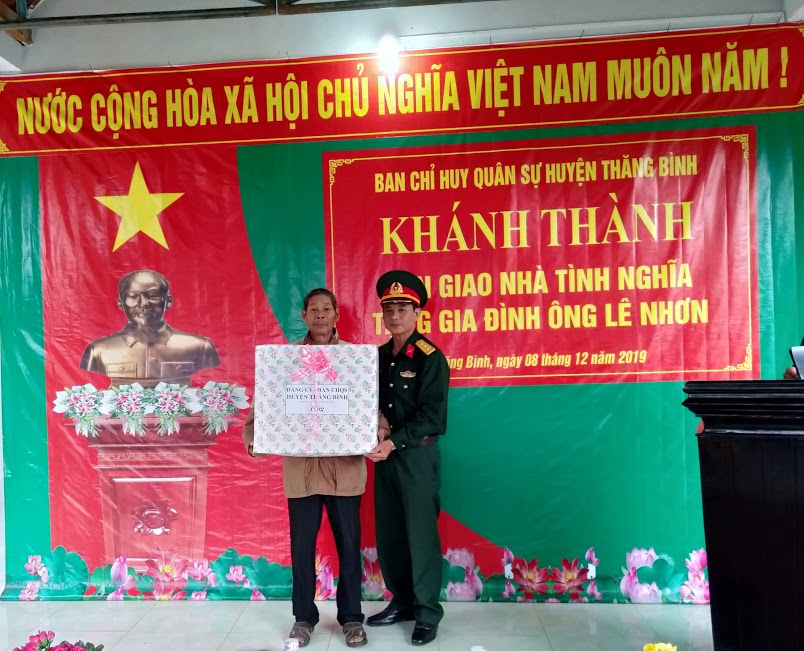 NƯỚC CỘNG HÒA XÃ HỘI CHỦ NGHĨA VIỆT NAM MUÔN NĂM !
BAN CHỈ HUY QUÂN SỰ HUYỆN THĂNG BÌNH
KHÁNH THÀNH
GIAO NHÀ TÌNH NGHĨA
GIA ĐÌNH ÔNG LÊ NHƠN
Bình, ngày 08 tháng 12 năm 2019
ĐẢNG ỦY - BAN CHQS
HUYỆN THĂNG BÌNH